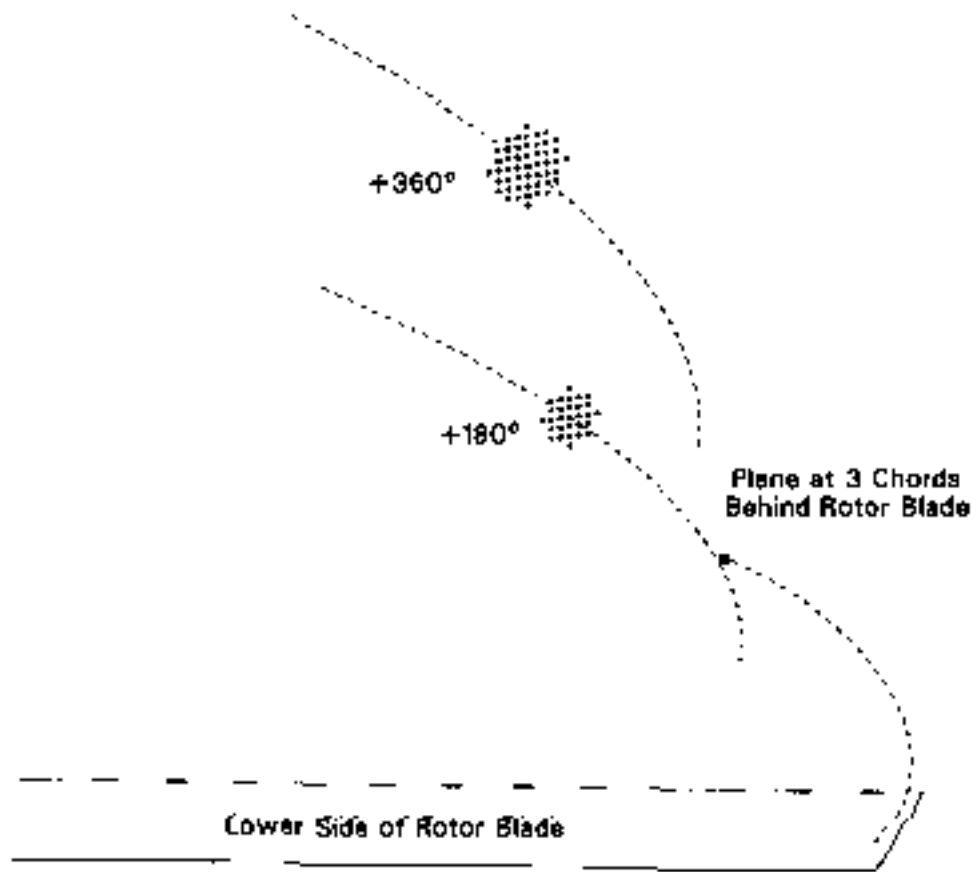 +360°
+180°
Plane at 3 Chords
Behind Rotor Blade
Lower Side of Rotor Blade